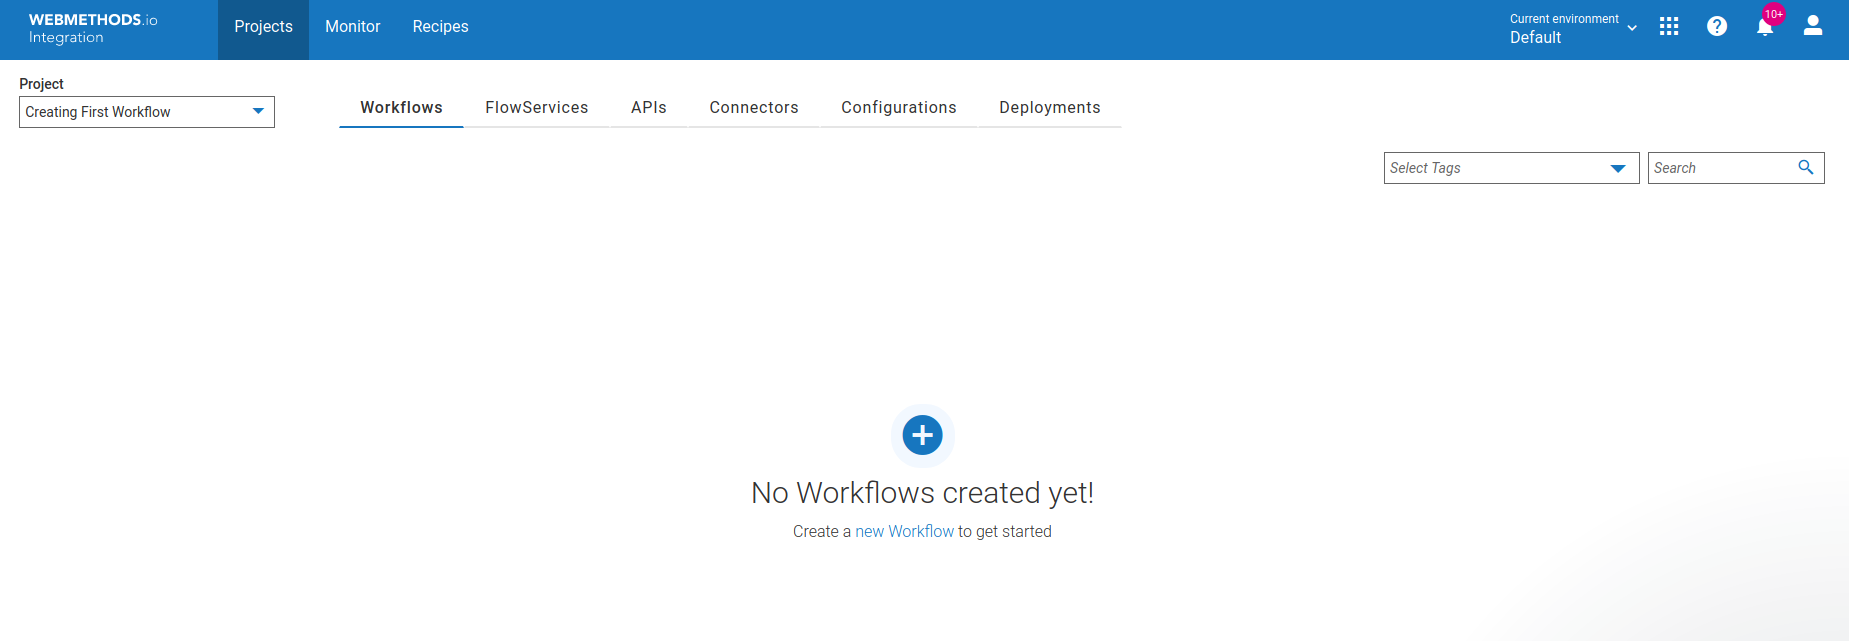 WEBMETHODS.io
Integration
Projects
Monitor
Recipes
Current environment
Default
?
10+
Project
Creating First Workflow
Workflows
FlowServices
APIs
Connectors
Configurations
Deployments
Select Tags
Search
No Workflows created yet!
Create a new Workflow to get started